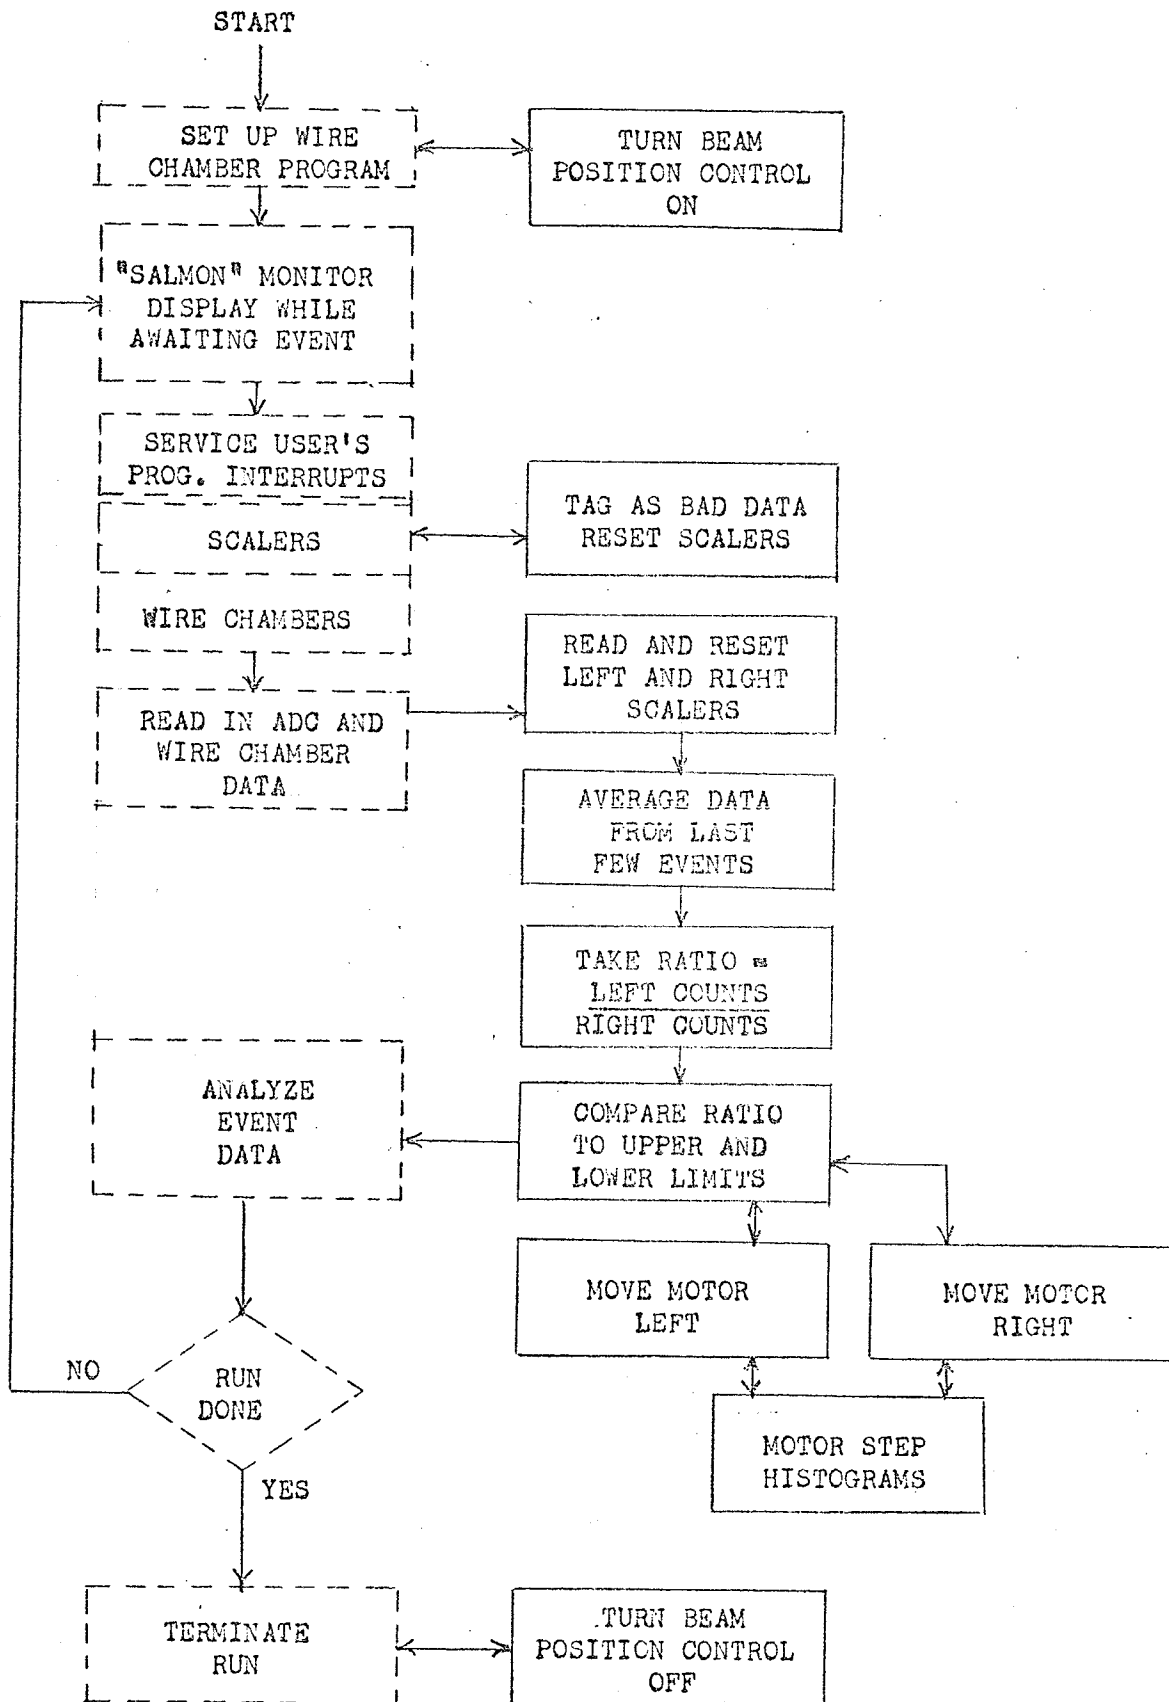 START
SET UP WIRE
CHAMBER PROGRAM
TURN BEAM
POSITION CONTROL
ON
"SALMON" MONITOR
DISPLAY WHILE
AWAITING EVENT
SERVICE USER'S
PROG. INTERRUPTS
SCALERS
TAG AS BAD DATA
RESET SCALERS
WIRE CHAMBERS
READ AND RESET
LEFT AND RIGHT
SCALERS
READ IN ADC AND
WIRE CHAMBER
DATA
AVERAGE DATA
FROM LAST
FEW EVENTS
TAKE RATIO =
LEFT COUNTS
RIGHT COUNTS
ANALYZE
EVENT
DATA
COMPARE RATIO
TO UPPER AND
LOWER LIMITS
MOVE MOTOR
LEFT
MOVE MOTOR
RIGHT
NO
RUN
DONE
MOTOR STEP
HISTOGRAMS
YES
TERMINATE
RUN
TURN BEAM
POSITION CONTROL
OFF